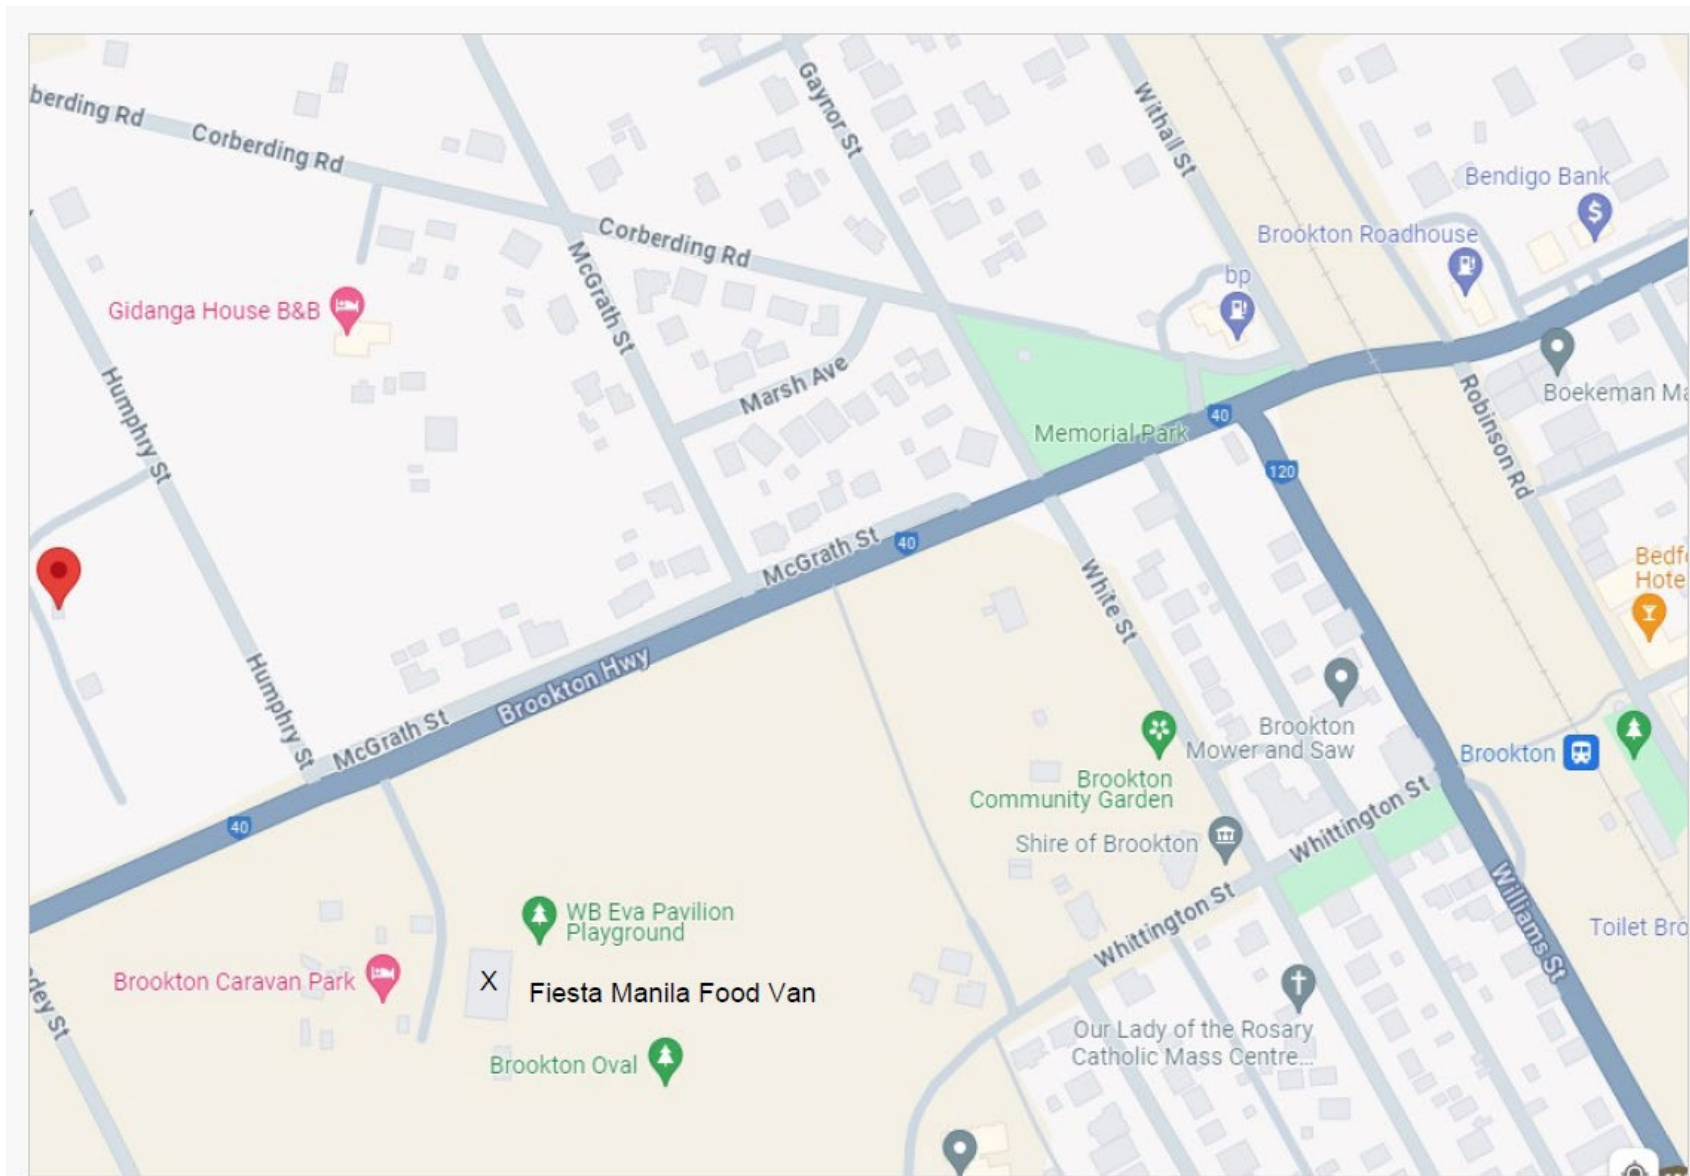 berding Rd
Corberding Rd
Gaynor St
Withall St
Bendigo Bank
Brookton Roadhouse
Corberding Rd
McGrath St
bp
Gidanga House B&B
Marsh Ave
Humphry St
Boekeman Ma
Robinson Rd
Memorial Park
40
120
McGrath St
40
White St
Bedf
Hote
Humphry St
Brookton Hwy
McGrath St
Brookton
Mower and Saw
Brookton
Brookton
Community Garden
40
Shire of Brookton
Whittington St
Williams St
WB Eva Pavilion
Playground
Whittington St
Toilet Bro
Brookton Caravan Park
X
Fiesta Manila Food Van
dey St
Our Lady of the Rosary
Catholic Mass Centre...
Brookton Oval